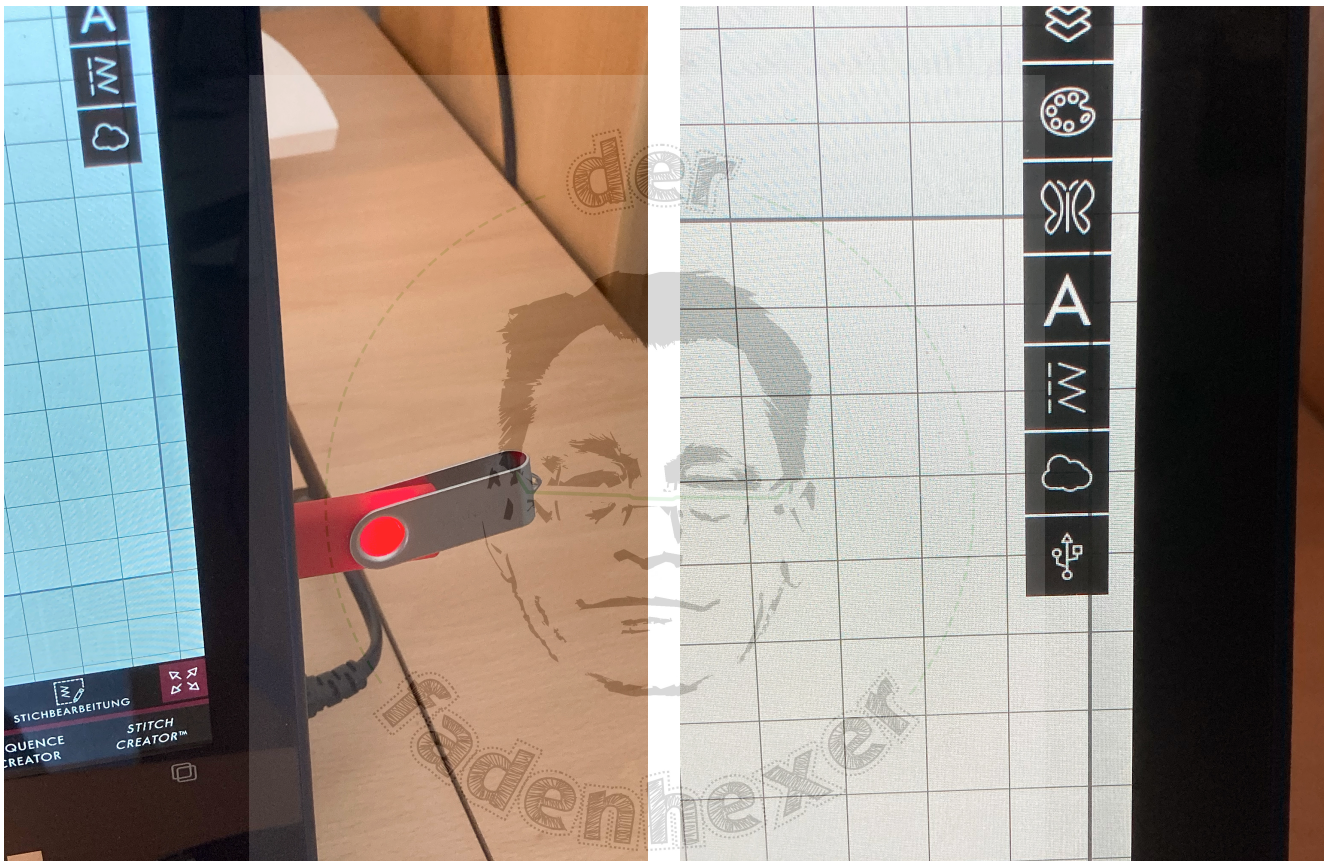 A
STICHBEARBEITUNG
QUENCE
CREATOR
STITCH
CREATOR™
A
der
fadenhexer